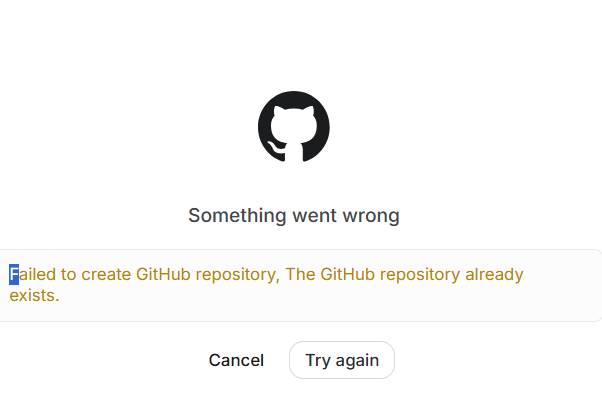 Something went wrong
Failed to create GitHub repository, The GitHub repository already
exists.
Cancel
Try again